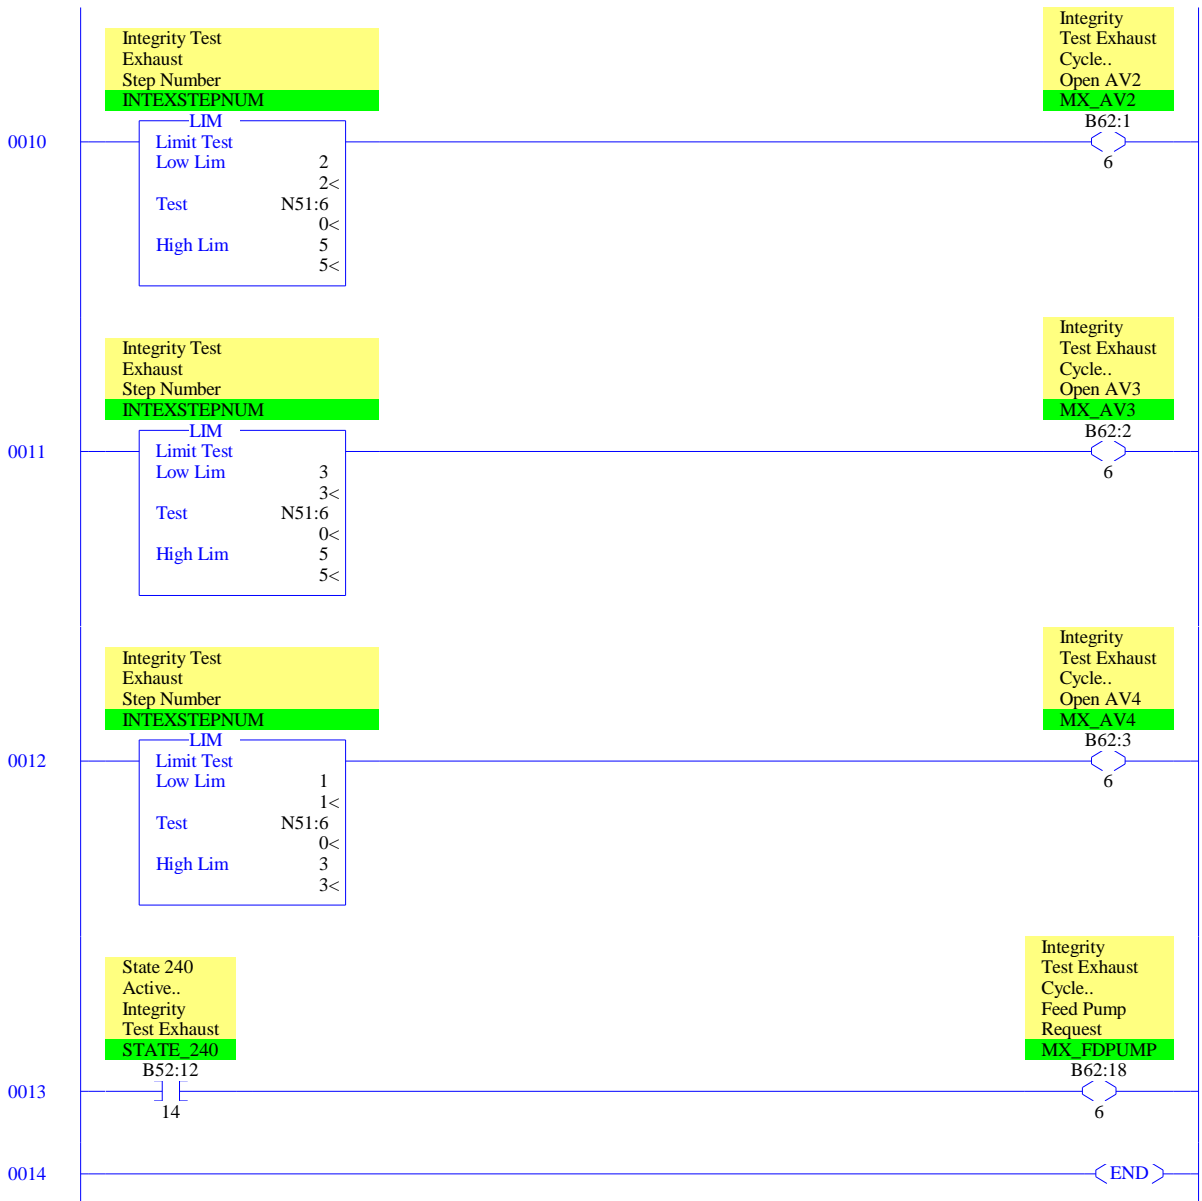 Integrity Test
Exhaust
Step Number
INTEXSTEPNUM
Integrity
Test Exhaust
Cycle..
Open AV2
MX_AV2
B62:1
0010
LIM
Limit Test
Low Lim 2
2<
Test N51:6
0<
High Lim 5
5<
6
Integrity Test
Exhaust
Step Number
INTEXSTEPNUM
Integrity
Test Exhaust
Cycle..
Open AV3
MX_AV3
B62:2
0011
LIM
Limit Test
Low Lim 3
3<
Test N51:6
0<
High Lim 5
5<
6
Integrity Test
Exhaust
Step Number
INTEXSTEPNUM
Integrity
Test Exhaust
Cycle..
Open AV4
MX_AV4
B62:3
0012
LIM
Limit Test
Low Lim 1
1<
Test N51:6
0<
High Lim 3
3<
6
State 240
Active..
Integrity
Test Exhaust
STATE_240
B52:12
0013
14
Integrity
Test Exhaust
Cycle..
Feed Pump
Request
MX_FDPUMP
B62:18
6
0014
END